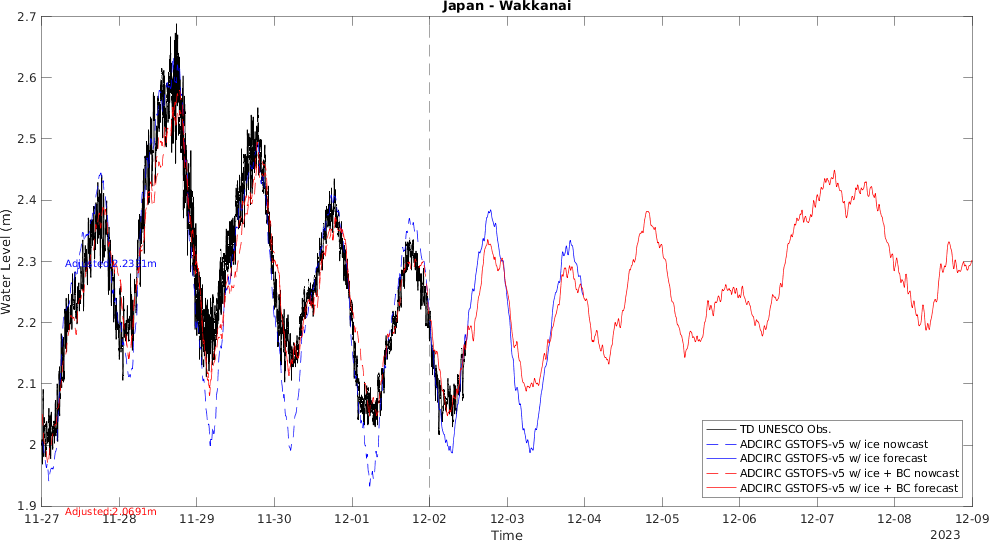 Japan - Wakkanai
2.7
2.6
2.5
2.4
2.3
2.2
2.1
2
1.9
Water Level (m)
Adjusted:2.2331m
Adjusted:2.0691m
TD UNESCO Obs.
ADCIRC GSTOFS-v5 w/ ice nowcast
ADCIRC GSTOFS-v5 w/ ice forecast
ADCIRC GSTOFS-v5 w/ ice + BC nowcast
ADCIRC GSTOFS-v5 w/ ice + BC forecast
11-27 11-28 11-29 11-30 12-01 12-02 12-03 12-04 12-05 12-06 12-07 12-08 12-09
Time
2023